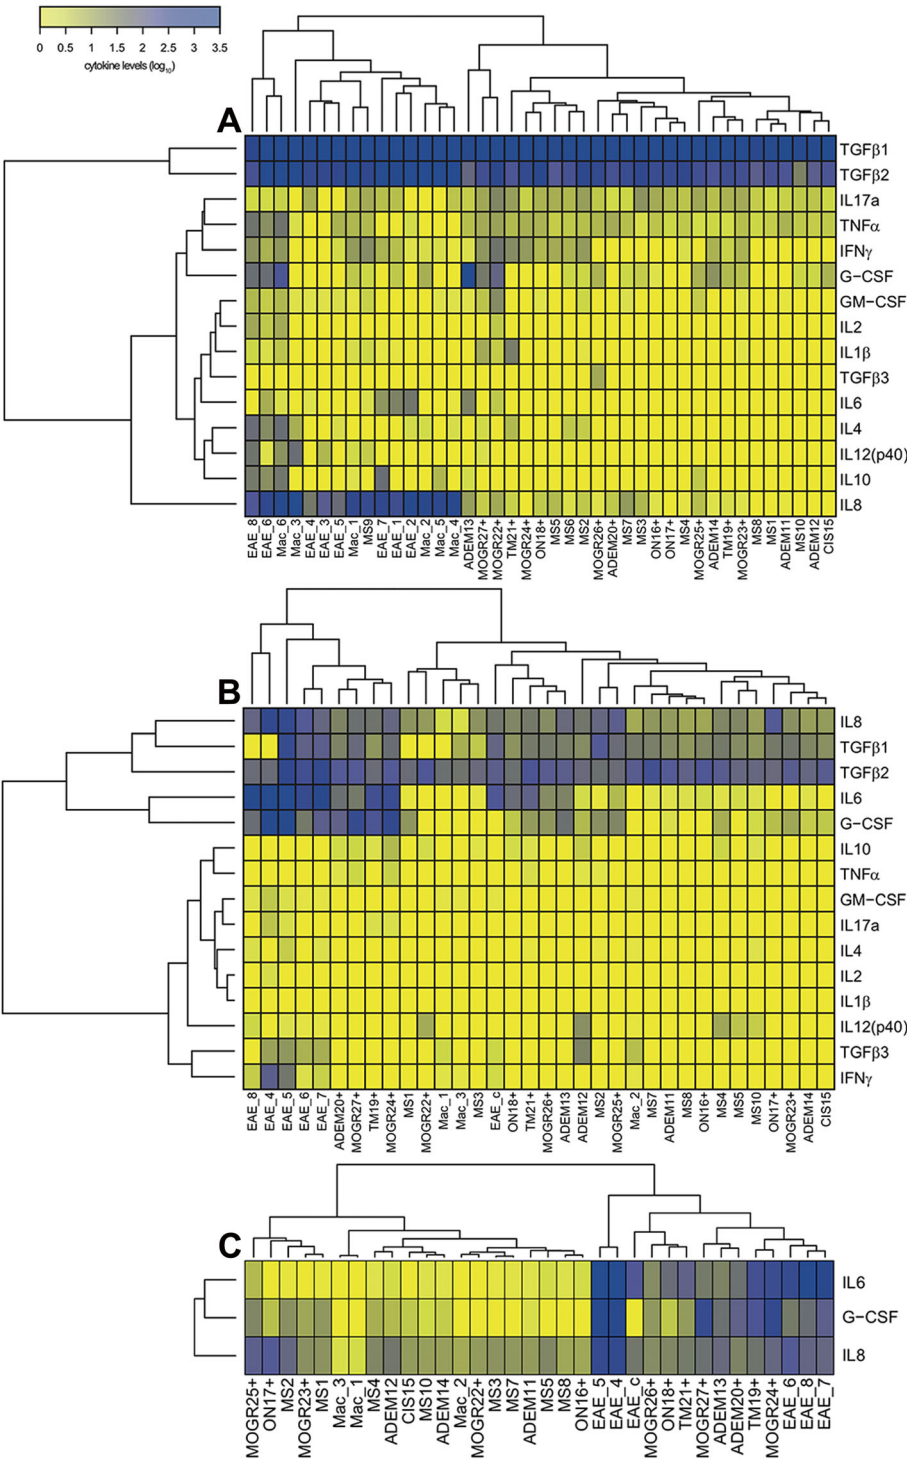 0 0.5 1 1.5 2 2.5 3 3.5
cytokine levels (log10)
A
TGFβ1
TGFβ2
IL17a
TNFα
IFNγ
G−CSF
GM−CSF
IL2
IL1β
TGFβ3
IL6
IL4
IL12(p40)
IL10
IL8
EAE_8 EAE_6 Mac_6 Mac_3 EAE_4 EAE_3 EAE_5 Mac_1 MS9 EAE_7 EAE_1 EAE_2 Mac_2 Mac_5 Mac_4 ADEM13 MOGR27+ MOGR22+ TM21+ MOGR24+ ON18+ MS5 MS6 MS2 MOGR26+ ADEM20+ MS7 MS3 ON16+ ON17+ MS4 MOGR25+ ADEM14 TM19+ MOGR23+ MS8 MS1 ADEM11 MS10 ADEM12 CIS15
B
IL8
TGFβ1
TGFβ2
IL6
G−CSF
IL10
TNFα
GM−CSF
IL17a
IL4
IL2
IL1β
IL12(p40)
TGFβ3
IFNγ
EAE_8 EAE_4 EAE_5 EAE_6 EAE_7 ADEM20+ MOGR27+ TM19+ MOGR24+ MS1 MOGR22+ Mac_1 Mac_3 MS3 EAE_c ON18+ TM21+ MOGR26+ ADEM13 ADEM12 MS2 MOGR25+ Mac_2 MS7 ADEM11 MS8 ON16+ MS4 MS5 MS10 ON17+ MOGR23+ ADEM14 CIS15
C
IL6
G−CSF
IL8
MOGR25+ ON17+ MS2 MOGR23+ MS1 Mac_3 Mac_1 MS4 ADEM12 CIS15 MS10 ADEM14 Mac_2 MOGR22+ MS3 MS7 ADEM11 MS5 MS8 ON16+ EAE_5 EAE_4 EAE_c MOGR26+ ON18+ TM21+ MOGR27+ ADEM13 ADEM20+ TM19+ MOGR24+ EAE_6 EAE_8 EAE_7